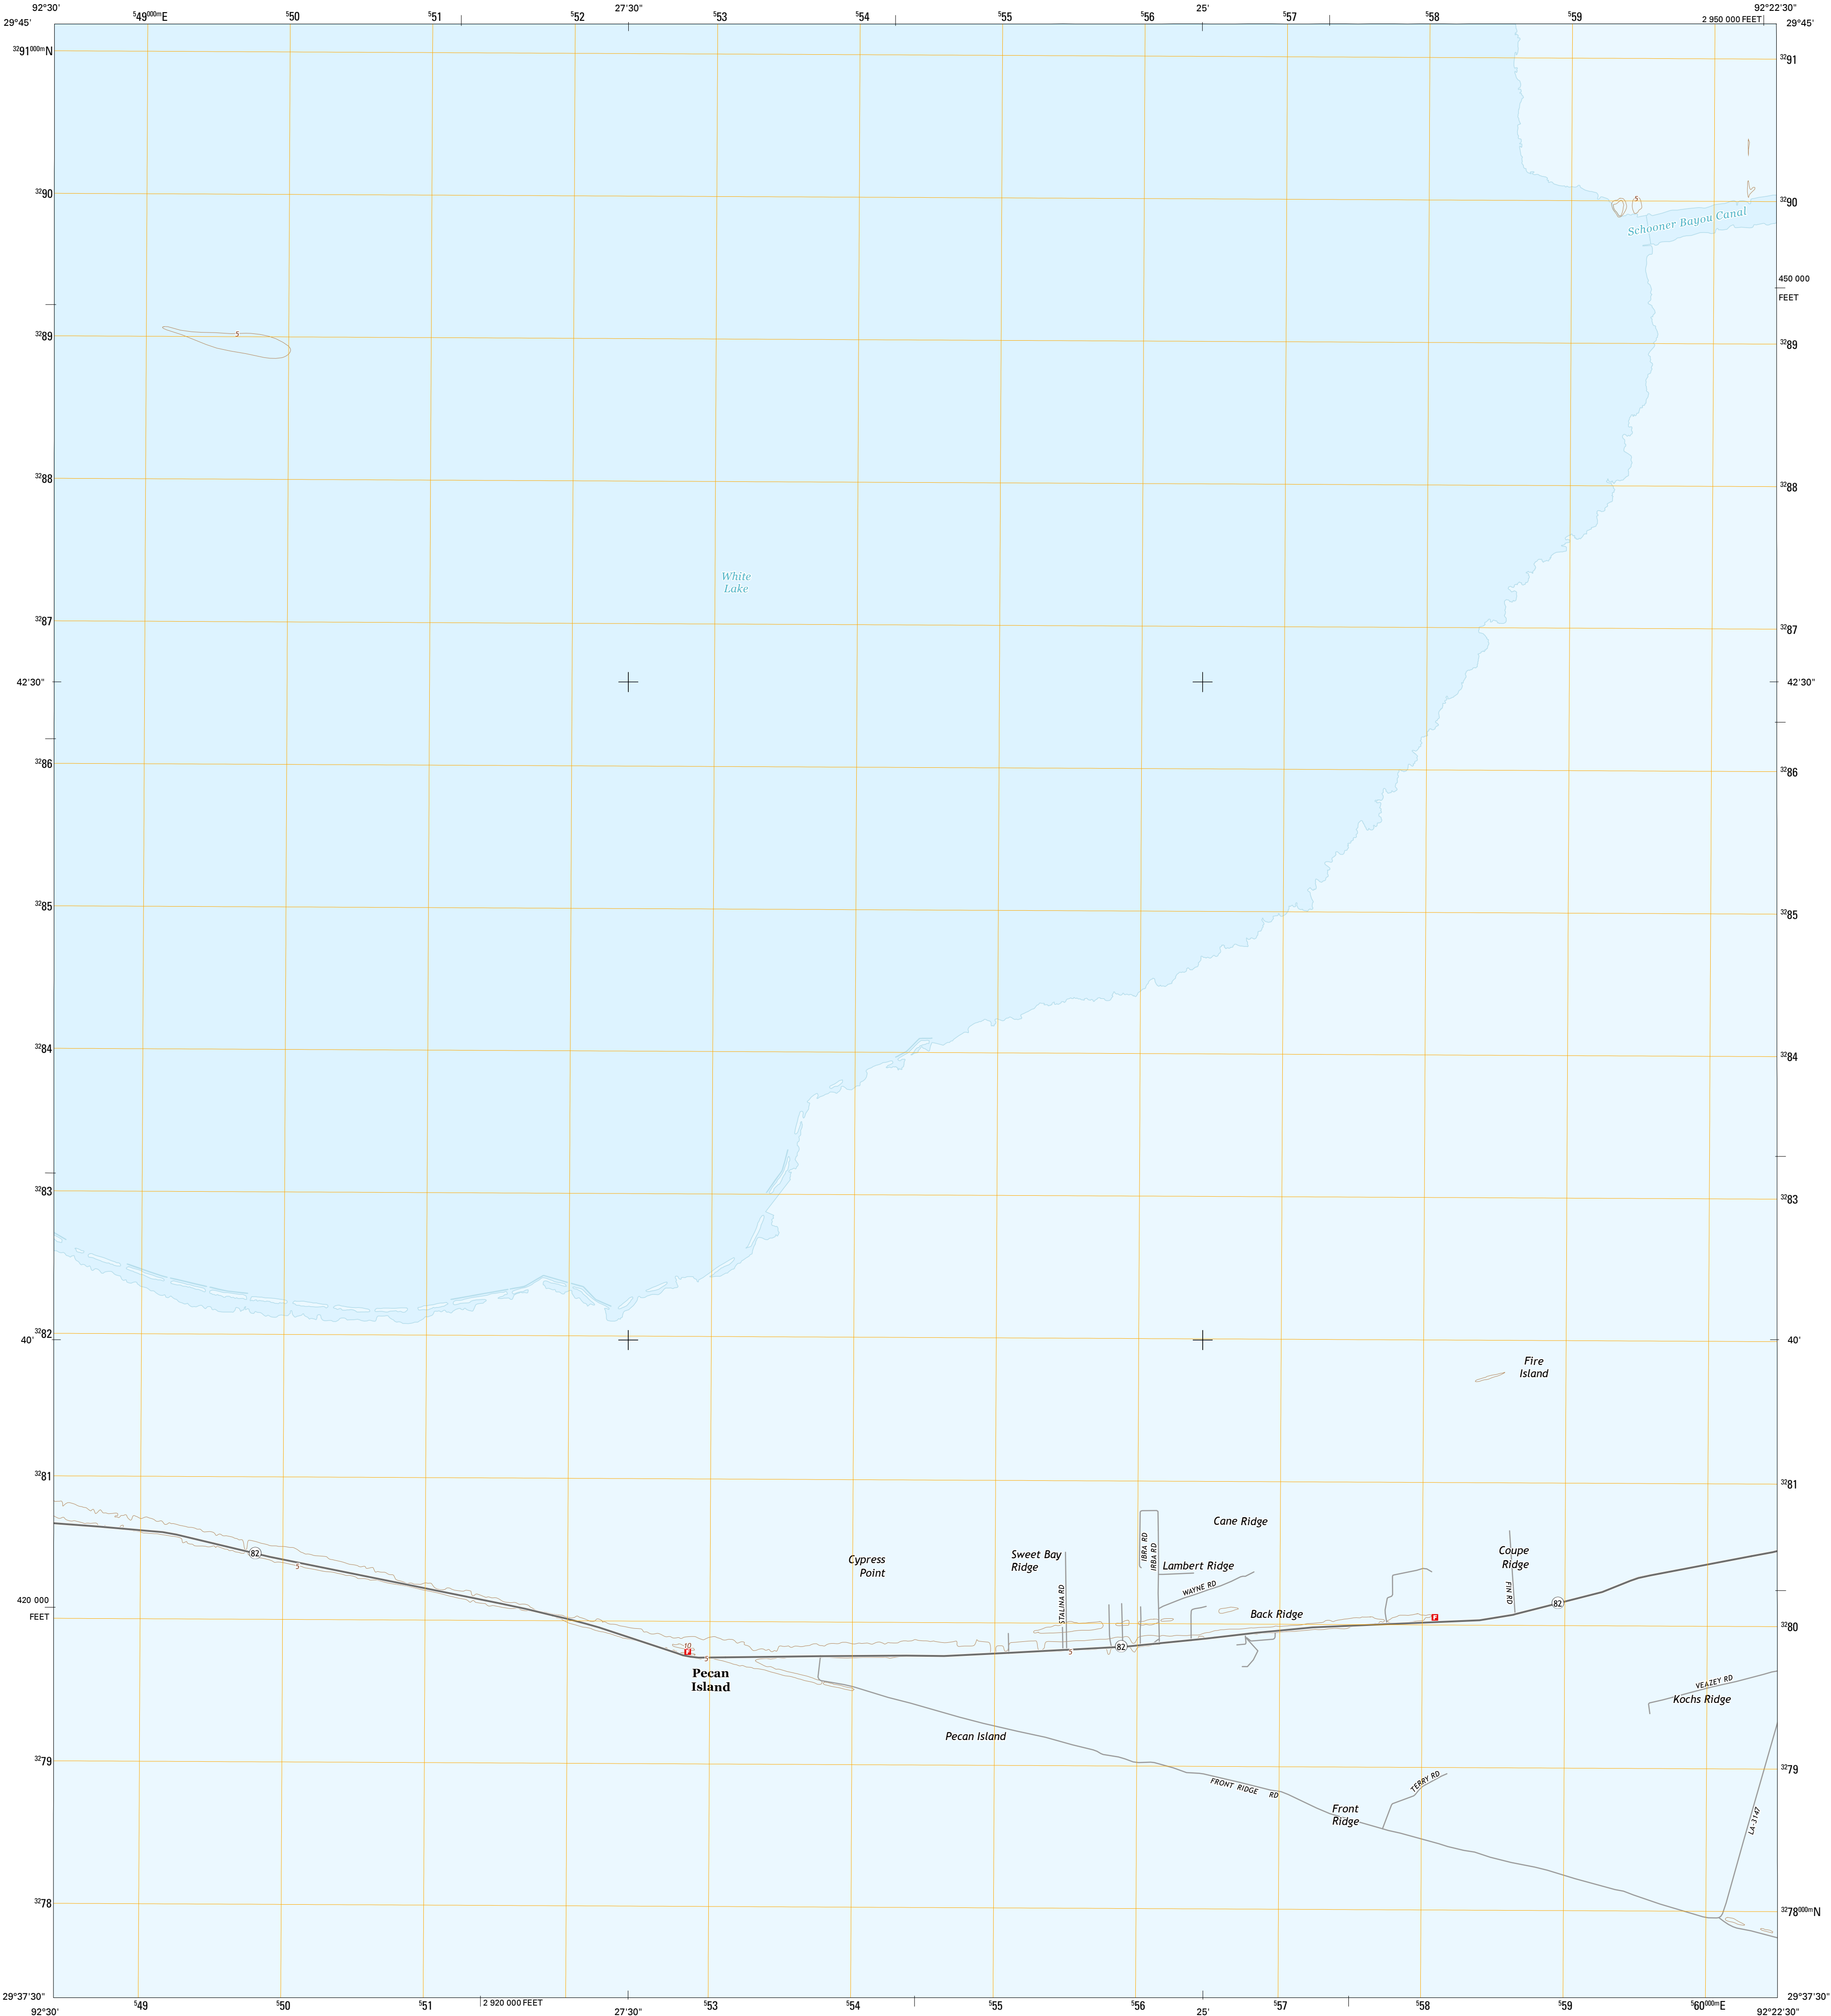 92°30'
⁵49⁰⁰⁰ᵐE
⁵50
⁵51
⁵52
27'30"
⁵53
⁵54
⁵55
⁵56
25'
⁵57
⁵58
⁵59
2 950 000 FEET
92°22'30"
29°45'
29°45'
³²91⁰⁰⁰ᵐN
³²91
³²90
5
³²90
Schooner Bayou Canal
450 000
FEET
³²89
5
³²89
³²88
³²88
White
Lake
³²87
³²87
42'30"
42'30"
³²86
³²86
³²85
³²85
³²84
³²84
³²83
³²83
³²82
40'
40'
Fire
Island
³²81
³²81
Cane Ridge
IBRA RD
IRBA RD
82
5
Cypress
Point
Sweet Bay
Ridge
Lambert Ridge
Coupe
Ridge
WAYNE RD
STALINA RD
FIN RD
82
420 000
FEET
Back Ridge
F
³²80
10
F
82
5
5
Pecan
Island
VEAZEY RD
Kochs Ridge
Pecan Island
³²79
³²79
FRONT RIDGE RD
TERRY RD
Front
Ridge
LA-3147
³²78
³²78⁰⁰⁰ᵐN
29°37'30"
29°37'30"
92°30'
⁵49
⁵50
⁵51
2 920 000 FEET
27'30"
⁵53
⁵54
⁵55
⁵56
25'
⁵57
⁵58
⁵59
⁵60⁰⁰⁰ᵐE
92°22'30"